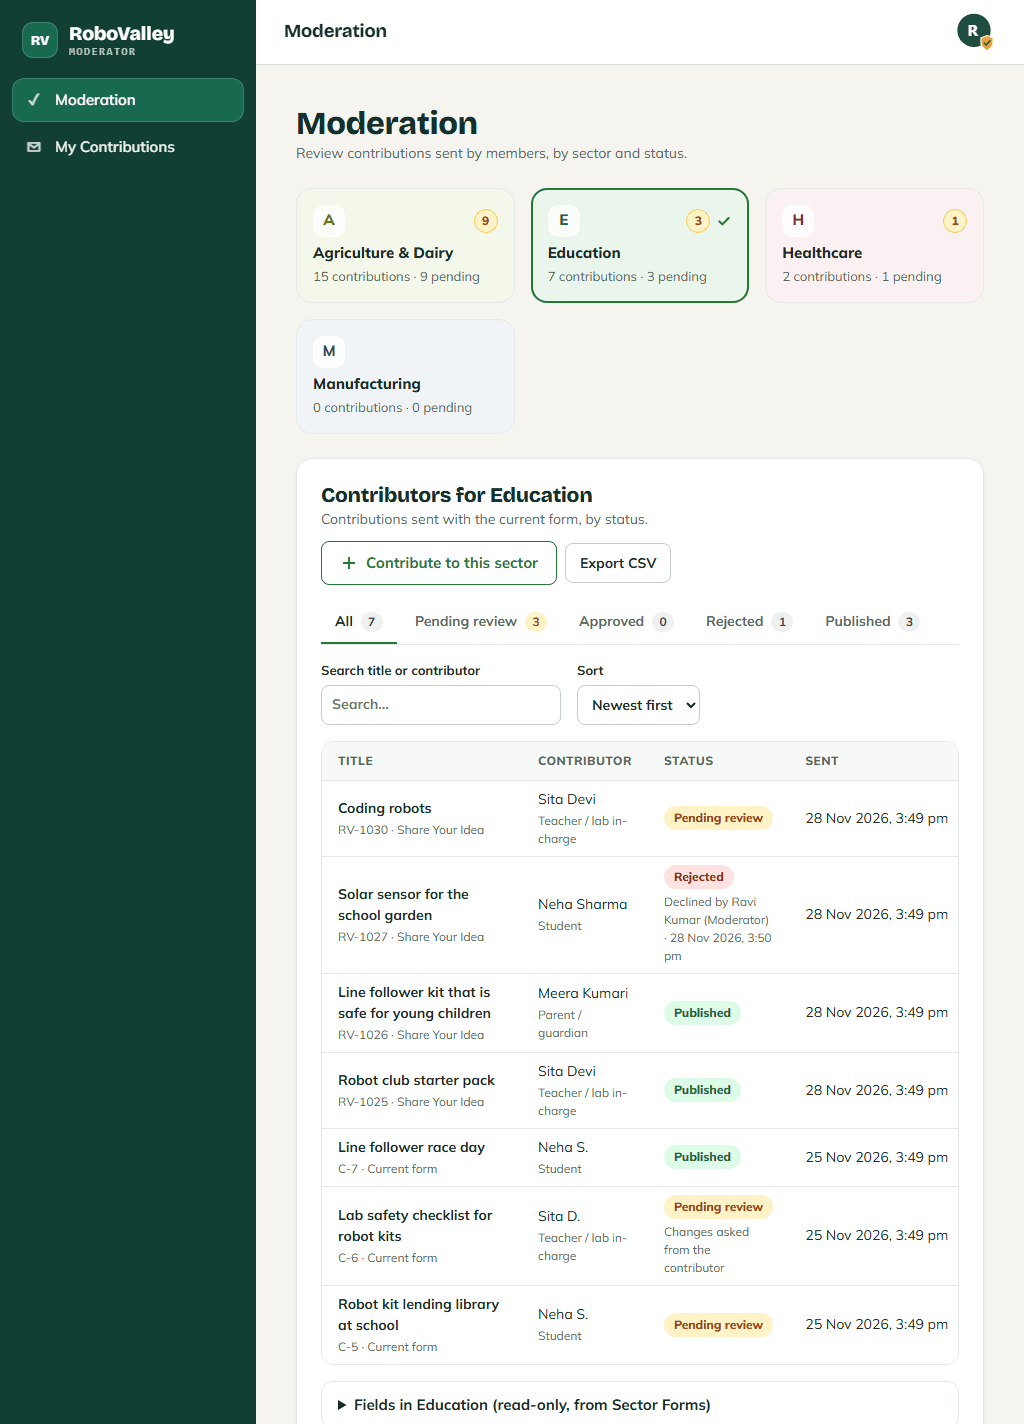 RV
RoboValley
MODERATOR
Moderation
My Contributions
Moderation
R
Moderation
Review contributions sent by members, by sector and status.
A
9
Agriculture & Dairy
15 contributions · 9 pending
E
3
Education
7 contributions · 3 pending
H
1
Healthcare
2 contributions · 1 pending
M
Manufacturing
0 contributions · 0 pending
Contributors for Education
Contributions sent with the current form, by status.
+ Contribute to this sector
Export CSV
All 7
Pending review 3
Approved 0
Rejected 1
Published 3
Search title or contributor
Sort
Search...
Newest first
TITLE CONTRIBUTOR STATUS SENT
Coding robots
RV-1030 · Share Your Idea
Sita Devi
Teacher / lab in-
charge
Pending review
28 Nov 2026, 3:49 pm
Solar sensor for the
school garden
RV-1027 · Share Your Idea
Neha Sharma
Student
Rejected
Declined by Ravi
Kumar (Moderator)
· 28 Nov 2026, 3:50
pm
28 Nov 2026, 3:49 pm
Line follower kit that is
safe for young children
RV-1026 · Share Your Idea
Meera Kumari
Parent /
guardian
Published
28 Nov 2026, 3:49 pm
Robot club starter pack
RV-1025 · Share Your Idea
Sita Devi
Teacher / lab in-
charge
Published
28 Nov 2026, 3:49 pm
Line follower race day
C-7 · Current form
Neha S.
Student
Published
25 Nov 2026, 3:49 pm
Lab safety checklist for
robot kits
C-6 · Current form
Sita D.
Teacher / lab in-
charge
Pending review
Changes asked
from the
contributor
25 Nov 2026, 3:49 pm
Robot kit lending library
at school
C-5 · Current form
Neha S.
Student
Pending review
25 Nov 2026, 3:49 pm
Fields in Education (read-only, from Sector Forms)